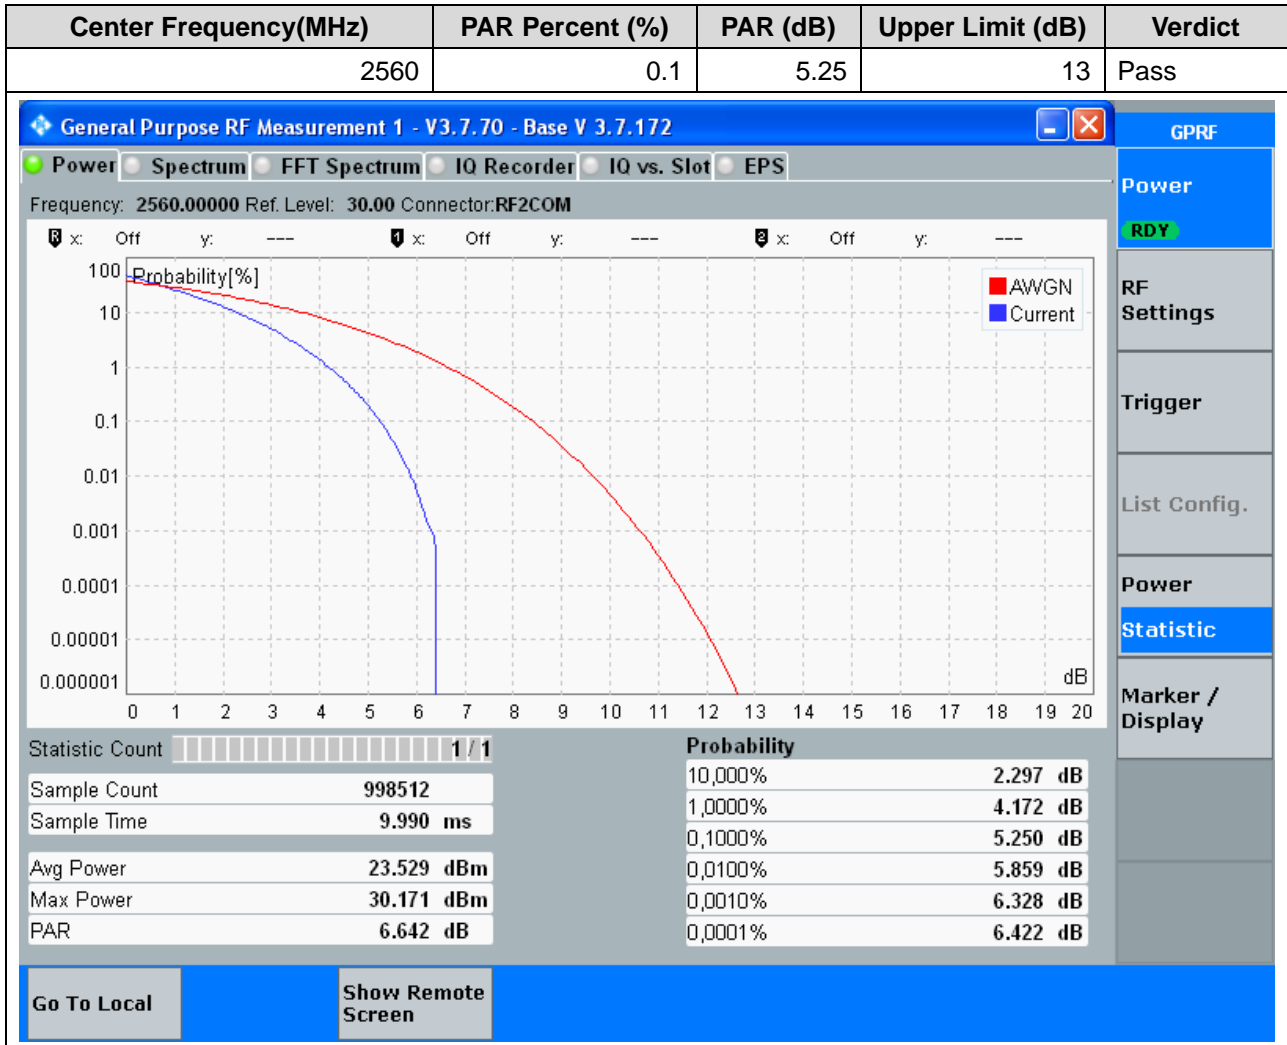 Center Frequency(MHz) PAR Percent (%) PAR (dB) Upper Limit (dB) Verdict
2560 0.1 5.25 13 Pass
General Purpose RF Measurement 1 - V3.7.70 - Base V 3.7.172
GPRF
Power Spectrum FFT Spectrum IQ Recorder IQ vs. Slot EPS
Frequency: 2560.00000 Ref. Level: 30.00 Connector:RF2COM
R x: Off y: --- 1 x: Off y: --- 2 x: Off y: ---
Probability[%]
AWGN
Current
100
10
1
0.1
0.01
0.001
0.0001
0.00001
0.000001
dB
0 1 2 3 4 5 6 7 8 9 10 11 12 13 14 15 16 17 18 19 20
Statistic Count 1 / 1
Sample Count 998512
Sample Time 9.990 ms
Avg Power 23.529 dBm
Max Power 30.171 dBm
PAR 6.642 dB
Probability
10,000% 2.297 dB
1,0000% 4.172 dB
0,1000% 5.250 dB
0,0100% 5.859 dB
0,0010% 6.328 dB
0,0001% 6.422 dB
Power
RDY
RF
Settings
Trigger
List Config.
Power
Statistic
Marker /
Display
Go To Local
Show Remote
Screen